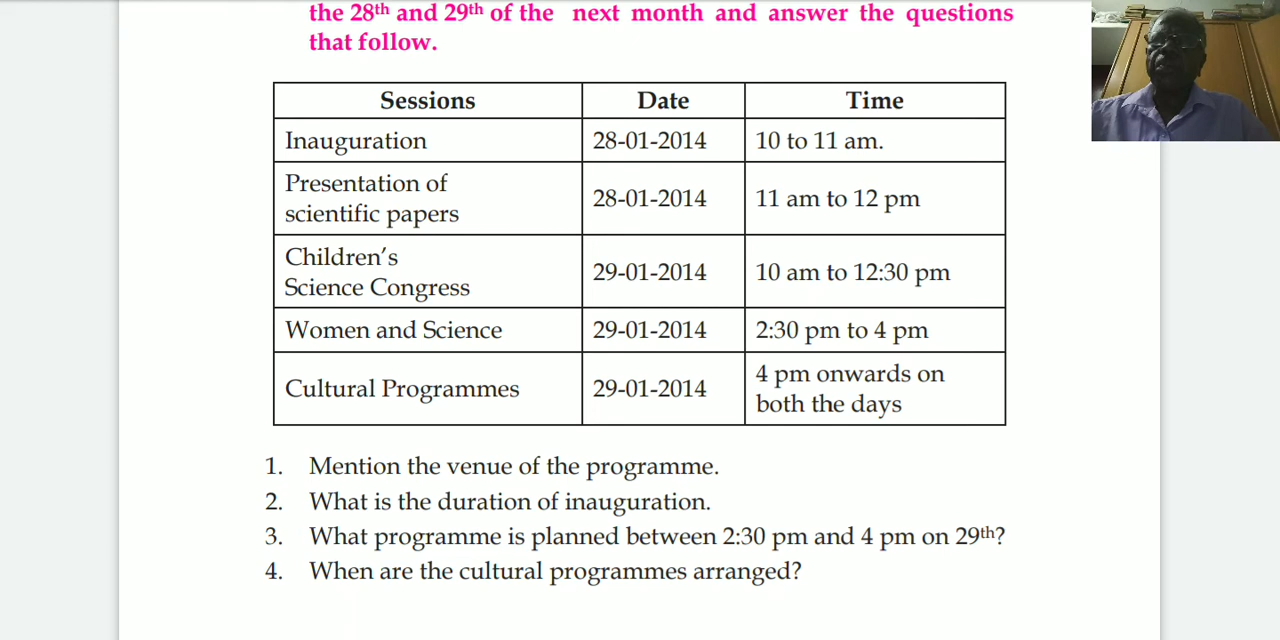 the 28th and 29th of the next month and answer the questions
that follow.
Sessions Date Time
Inauguration 28-01-2014 10 to 11 am.
Presentation of
scientific papers 28-01-2014 11 am to 12 pm
Children's
Science Congress 29-01-2014 10 am to 12:30 pm
Women and Science 29-01-2014 2:30 pm to 4 pm
Cultural Programmes 29-01-2014 4 pm onwards on
both the days
1. Mention the venue of the programme.
2. What is the duration of inauguration.
3. What programme is planned between 2:30 pm and 4 pm on 29th?
4. When are the cultural programmes arranged?